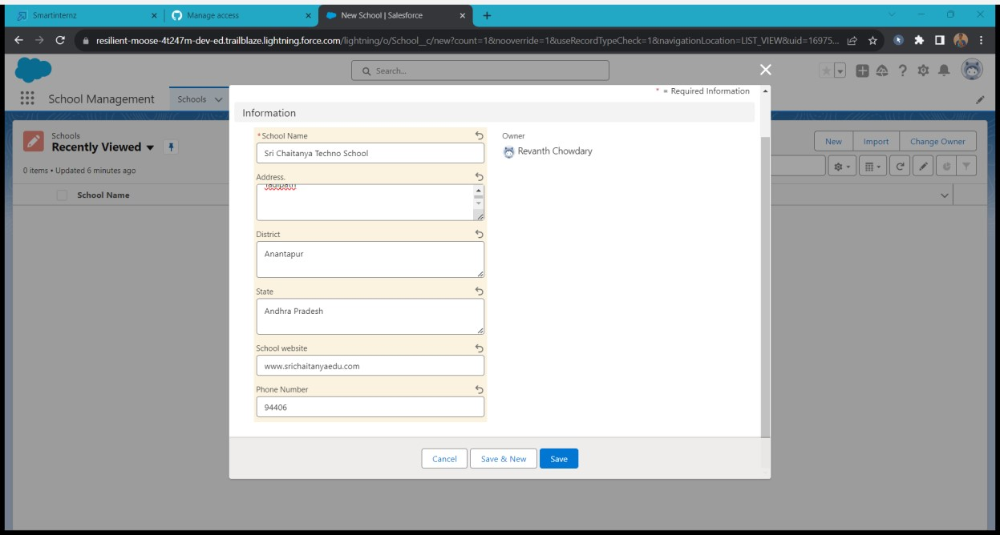 Smartinternz
Manage access
New School | Salesforce
resilient-moose-4t247m-dev-ed.trailblaze.lightning.force.com/lightning/o/School__c/new?count=1&nooverride=1&useRecordTypeCheck=1&navigationLocation=LIST_VIEW&uid=16975...
Search...
School Management
Schools
* = Required Information
Information
Schools
Recently Viewed
New
Import
Change Owner
0 items • Updated 6 minutes ago
School Name
*School Name
Sri Chaitanya Techno School
Owner
Revanth Chowdary
Address.
Tadipatri
District
Anantapur
State
Andhra Pradesh
School website
www.srichaitanyaedu.com
Phone Number
94406
Cancel
Save & New
Save